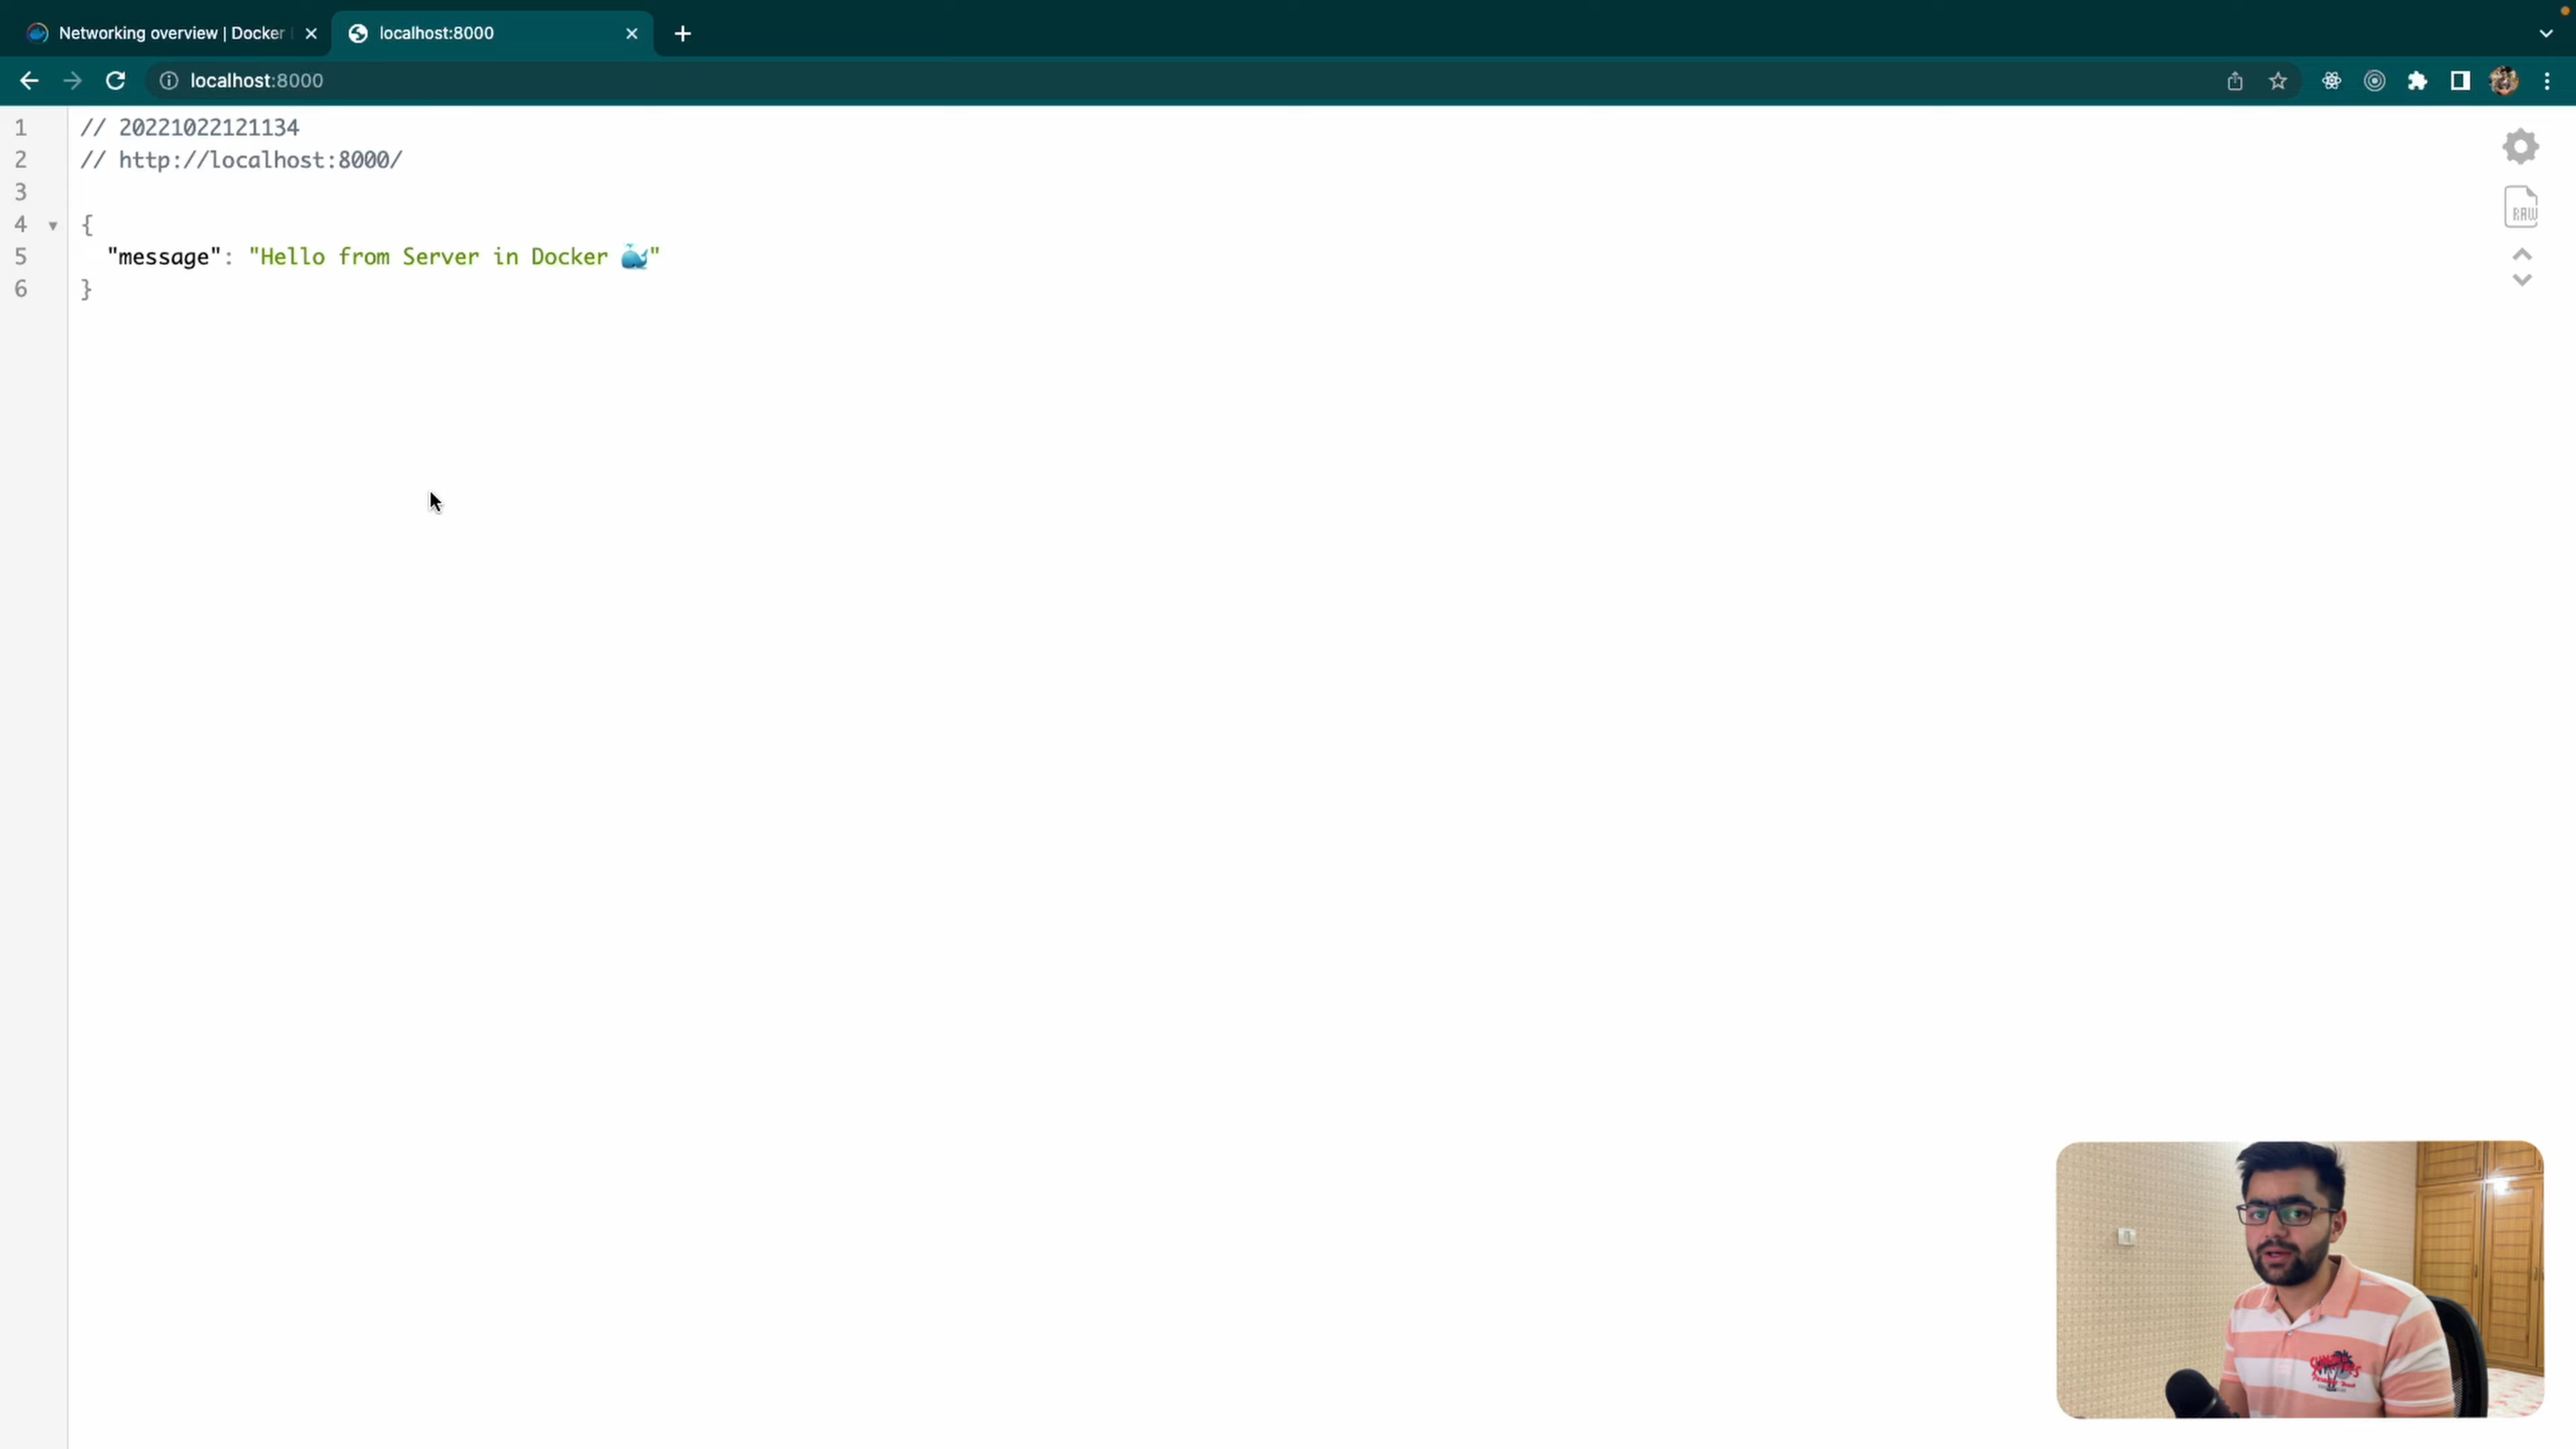 Networking overview | Docker
localhost:8000
localhost:8000
1 // 20221022121134
2 // http://localhost:8000/
3
4 {
5 "message": "Hello from Server in Docker 🐳"
6 }
RAW